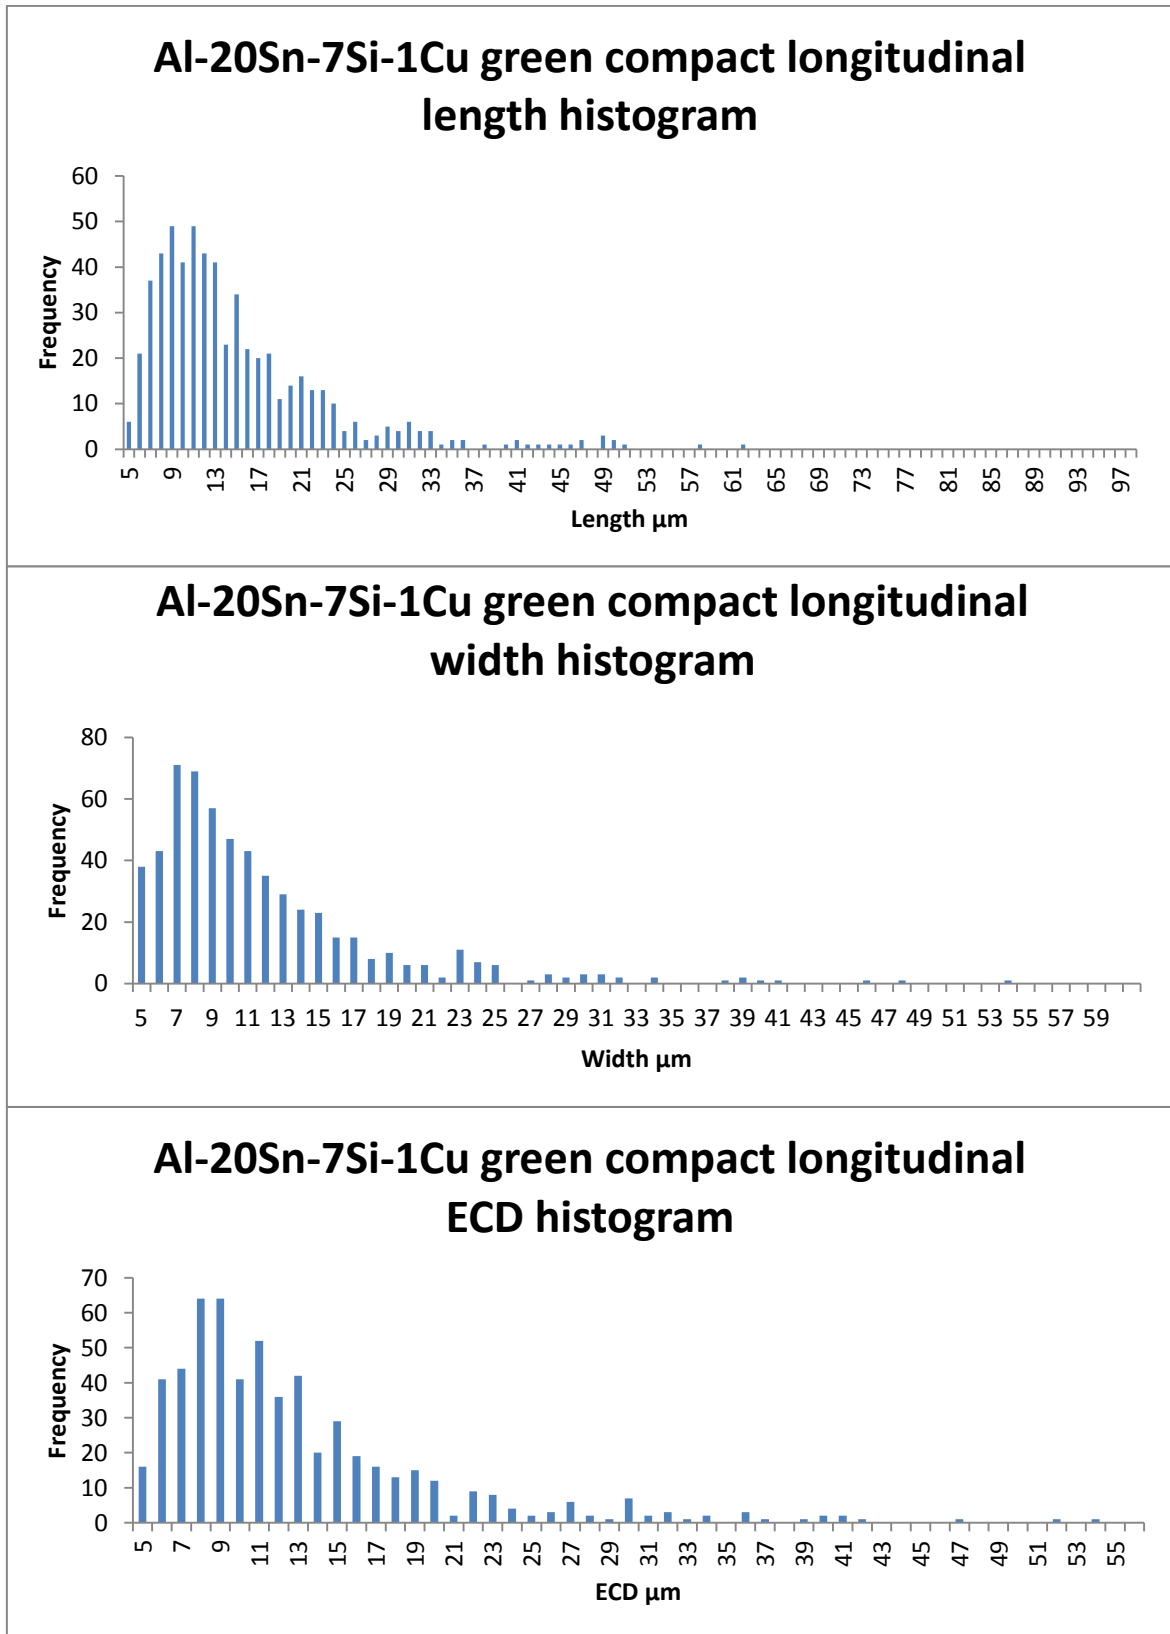 Al-20Sn-7Si-1Cu green compact longitudinal
length histogram
60
50
40
30
20
10
0
Frequency
5 9 13 17 21 25 29 33 37 41 45 49 53 57 61 65 69 73 77 81 85 89 93 97
Length µm
Al-20Sn-7Si-1Cu green compact longitudinal
width histogram
80
60
40
20
0
Frequency
5 7 9 11 13 15 17 19 21 23 25 27 29 31 33 35 37 39 41 43 45 47 49 51 53 55 57 59
Width µm
Al-20Sn-7Si-1Cu green compact longitudinal
ECD histogram
70
60
50
40
30
20
10
0
Frequency
5 7 9 11 13 15 17 19 21 23 25 27 29 31 33 35 37 39 41 43 45 47 49 51 53 55
ECD µm